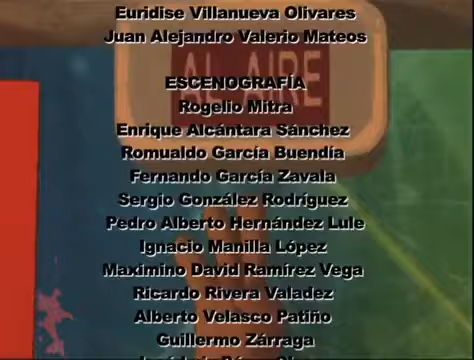 Euridise Villanueva Olivares
Juan Alejandro Valerio Mateos
AL AIRE
ESCENOGRAFÍA
Rogelio Mitra
Enrique Alcántara Sánchez
Romualdo García Buendía
Fernando García Zavala
Sergio González Rodríguez
Pedro Alberto Hernández Lule
Ignacio Manilla López
Maximino David Ramírez Vega
Ricardo Rivera Valadez
Alberto Velasco Patiño
Guillermo Zárraga